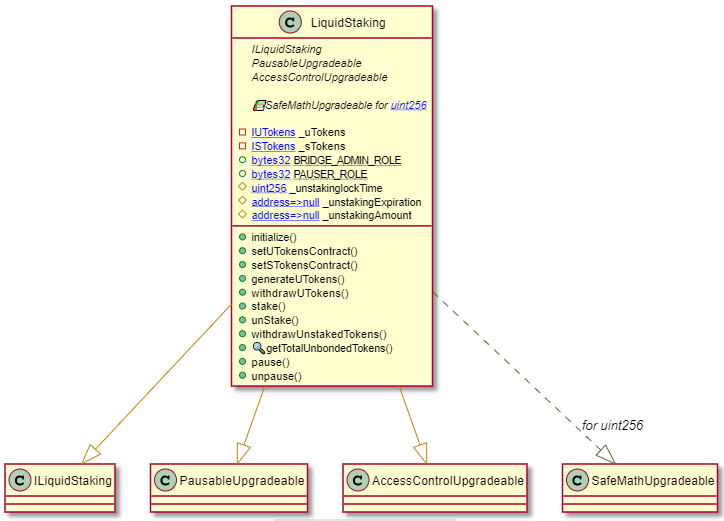 C LiquidStaking
ILiquidStaking
PausableUpgradeable
AccessControlUpgradeable
SafeMathUpgradeable for uint256
IUTokens _uTokens
ISTokens _sTokens
bytes32 BRIDGE_ADMIN_ROLE
bytes32 PAUSER_ROLE
uint256 _unstakinglockTime
address=>null _unstakingExpiration
address=>null _unstakingAmount
initialize()
setUTokensContract()
setSTokensContract()
generateUTokens()
withdrawUTokens()
stake()
unStake()
withdrawUnstakedTokens()
getTotalUnbondedTokens()
pause()
unpause()
for uint256
C ILiquidStaking
C PausableUpgradeable
C AccessControlUpgradeable
C SafeMathUpgradeable